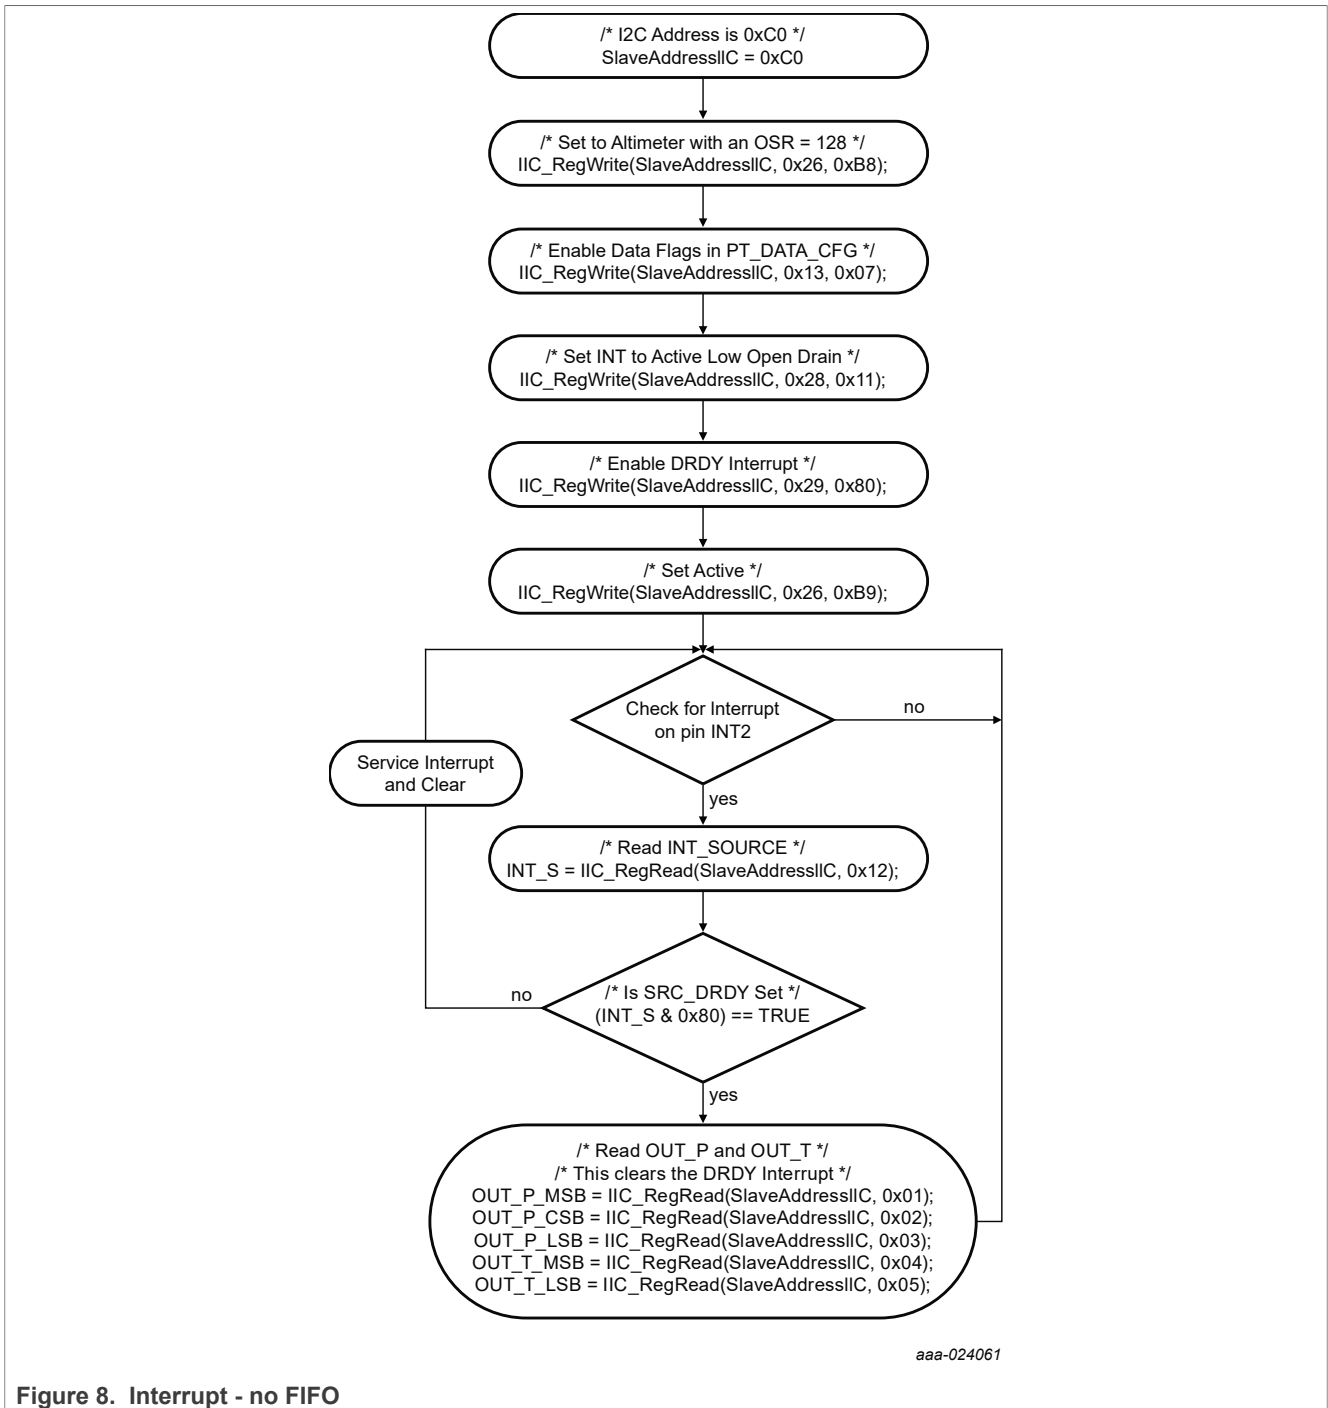 /* I2C Address is 0xC0 */
SlaveAddressIIC = 0xC0
/* Set to Altimeter with an OSR = 128 */
IIC_RegWrite(SlaveAddressIIC, 0x26, 0xB8);
/* Enable Data Flags in PT_DATA_CFG */
IIC_RegWrite(SlaveAddressIIC, 0x13, 0x07);
/* Set INT to Active Low Open Drain */
IIC_RegWrite(SlaveAddressIIC, 0x28, 0x11);
/* Enable DRDY Interrupt */
IIC_RegWrite(SlaveAddressIIC, 0x29, 0x80);
/* Set Active */
IIC_RegWrite(SlaveAddressIIC, 0x26, 0xB9);
Check for Interrupt
on pin INT2
no
Service Interrupt
and Clear
yes
/* Read INT_SOURCE */
INT_S = IIC_RegRead(SlaveAddressIIC, 0x12);
no
/* Is SRC_DRDY Set */
(INT_S & 0x80) == TRUE
yes
/* Read OUT_P and OUT_T */
/* This clears the DRDY Interrupt */
OUT_P_MSB = IIC_RegRead(SlaveAddressIIC, 0x01);
OUT_P_CSB = IIC_RegRead(SlaveAddressIIC, 0x02);
OUT_P_LSB = IIC_RegRead(SlaveAddressIIC, 0x03);
OUT_T_MSB = IIC_RegRead(SlaveAddressIIC, 0x04);
OUT_T_LSB = IIC_RegRead(SlaveAddressIIC, 0x05);
aaa-024061
Figure 8. Interrupt - no FIFO